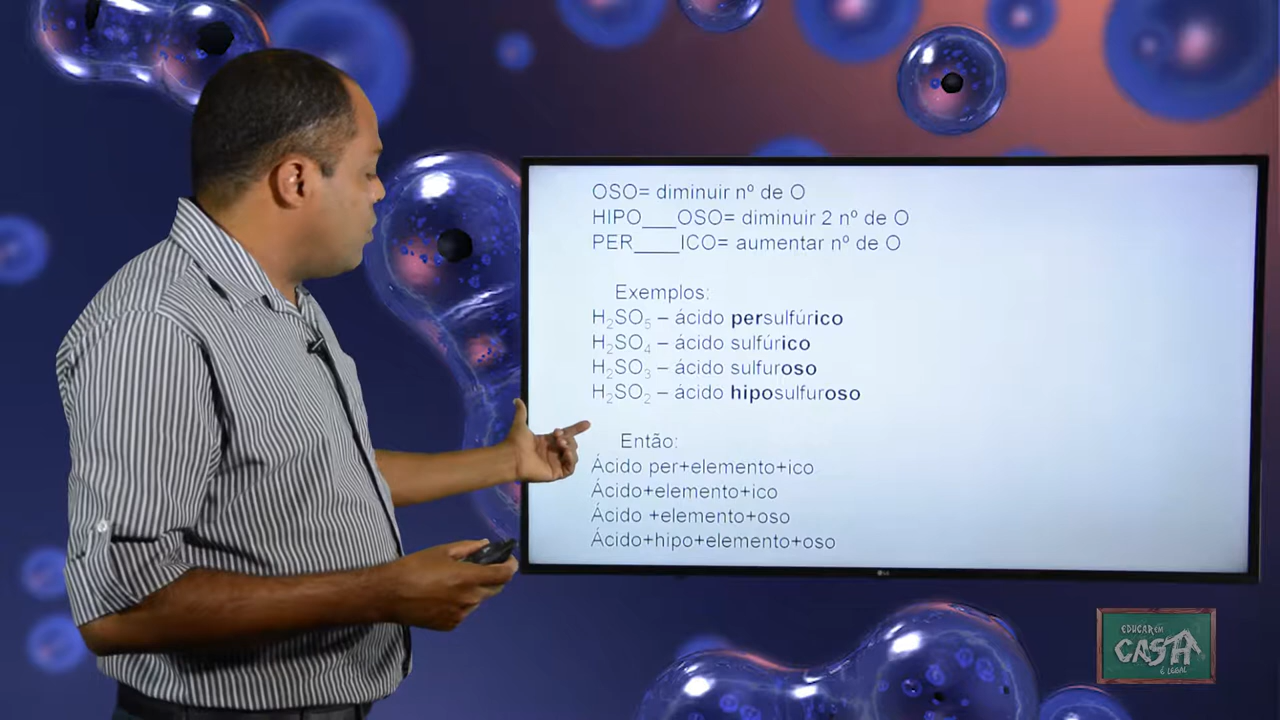 OSO= diminuir nº de O
HIPO___OSO= diminuir 2 nº de O
PER____ICO= aumentar nº de O
Exemplos:
H₂SO₅ – ácido persulfúrico
H₂SO₄ – ácido sulfúrico
H₂SO₃ – ácido sulfuroso
H₂SO₂ – ácido hiposulfuroso
Então:
Ácido per+elemento+ico
Ácido+elemento+ico
Ácido +elemento+oso
Ácido+hipo+elemento+oso
LG
EDUCAR EM
CASA
É LEGAL